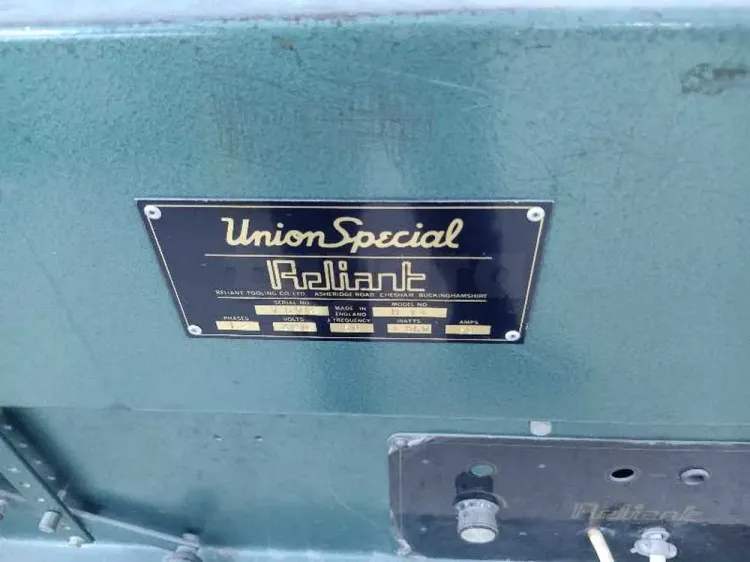 Union Special
Reliant
RELIANT TOOLING CO. LTD. ASHERIDGE ROAD CHESHAM BUCKINGHAMSHIRE
SERIAL NO. MADE IN ENGLAND MODEL NO.
PHASES VOLTS FREQUENCY WATTS AMPS
Reliant